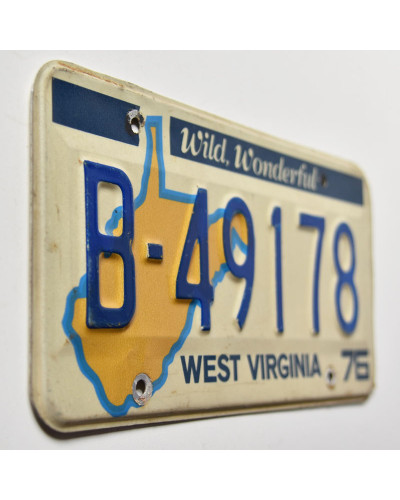 Wild, Wonderful
B-49178
WEST VIRGINIA 76